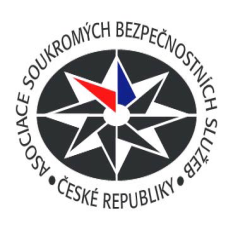 ASOCIACE SOUKROMÝCH BEZPEČNOSTNÍCH SLUŽEB
• ČESKÉ REPUBLIKY •